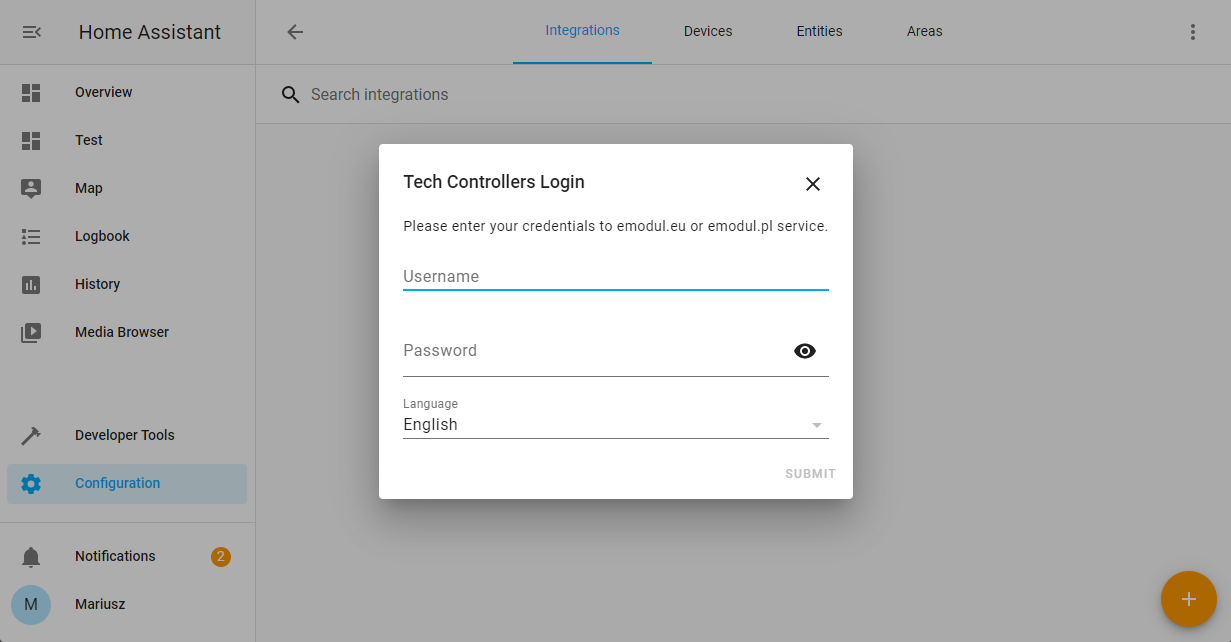 Home Assistant
Integrations Devices Entities Areas
Search integrations
Overview
Test
Map
Logbook
History
Media Browser
Developer Tools
Configuration
Notifications 2
M Mariusz
Tech Controllers Login
Please enter your credentials to emodul.eu or emodul.pl service.
Username
Password
Language
English
SUBMIT